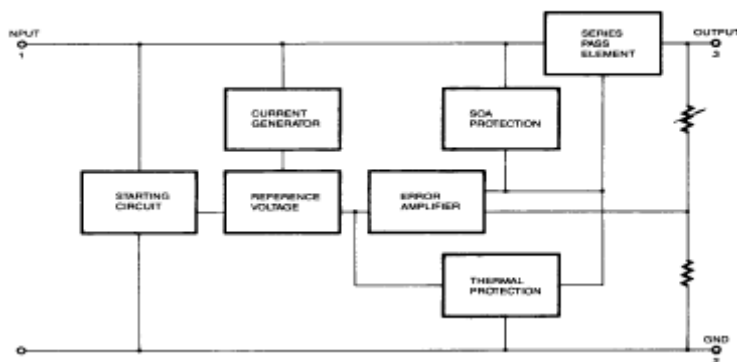 NPUT
1
SERIES
PASS
ELEMENT
OUTPUT
3
CURRENT
GENERATOR
SOA
PROTECTION
STARTING
CIRCUIT
REFERENCE
VOLTAGE
ERROR
AMPLIFIER
THERMAL
PROTECTION
GND